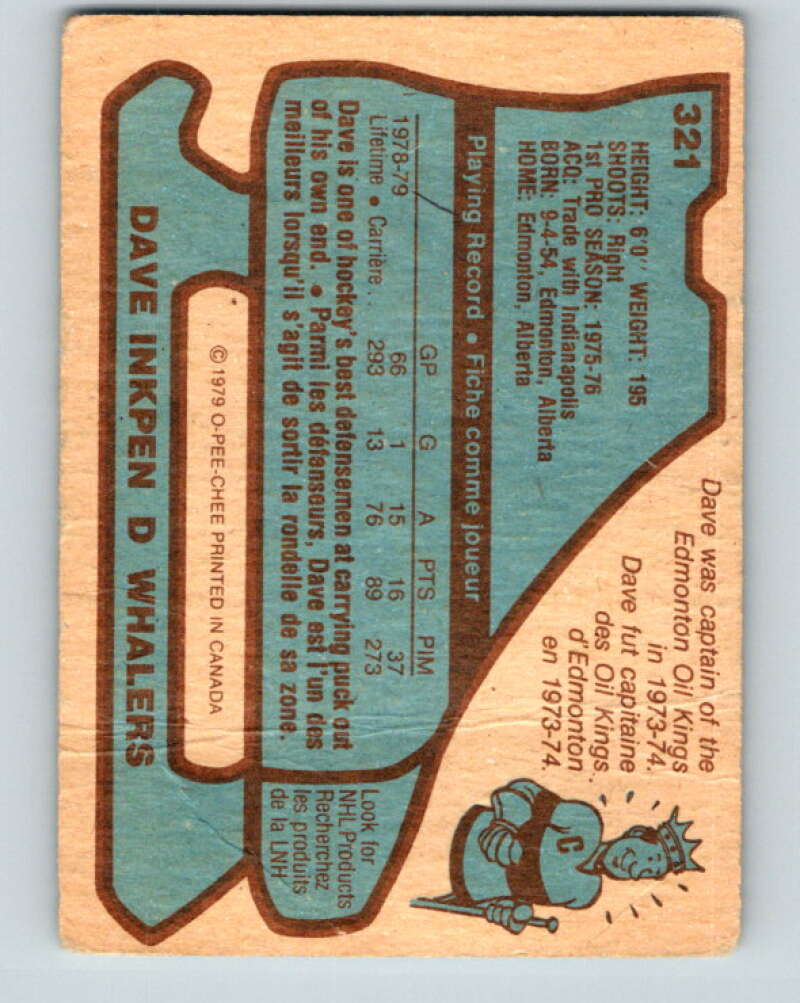 321
HEIGHT: 6'0" WEIGHT: 195
SHOOTS: Right
1st PRO SEASON: 1975-76
ACQ: Trade with Indianapolis
BORN: 9-4-54, Edmonton, Alberta
HOME: Edmonton, Alberta
Dave was captain of the
Edmonton Oil Kings
in 1973-74.
Dave fut capitaine
des Oil Kings
d'Edmonton
en 1973-74.
C
Playing Record • Fiche comme joueur
GP G A PTS PIM
1978-79 66 1 15 16 37
Lifetime • Carrière .. 293 13 76 89 273
Dave is one of hockey's best defensemen at carrying puck out
of his own end. • Parmi les défenseurs, Dave est l'un des
meilleurs lorsqu'il s'agit de sortir la rondelle de sa zone.
Look for
NHL Products
Recherchez
les produits
de la LNH
© 1979 O-PEE-CHEE PRINTED IN CANADA
DAVE INKPEN D WHALERS